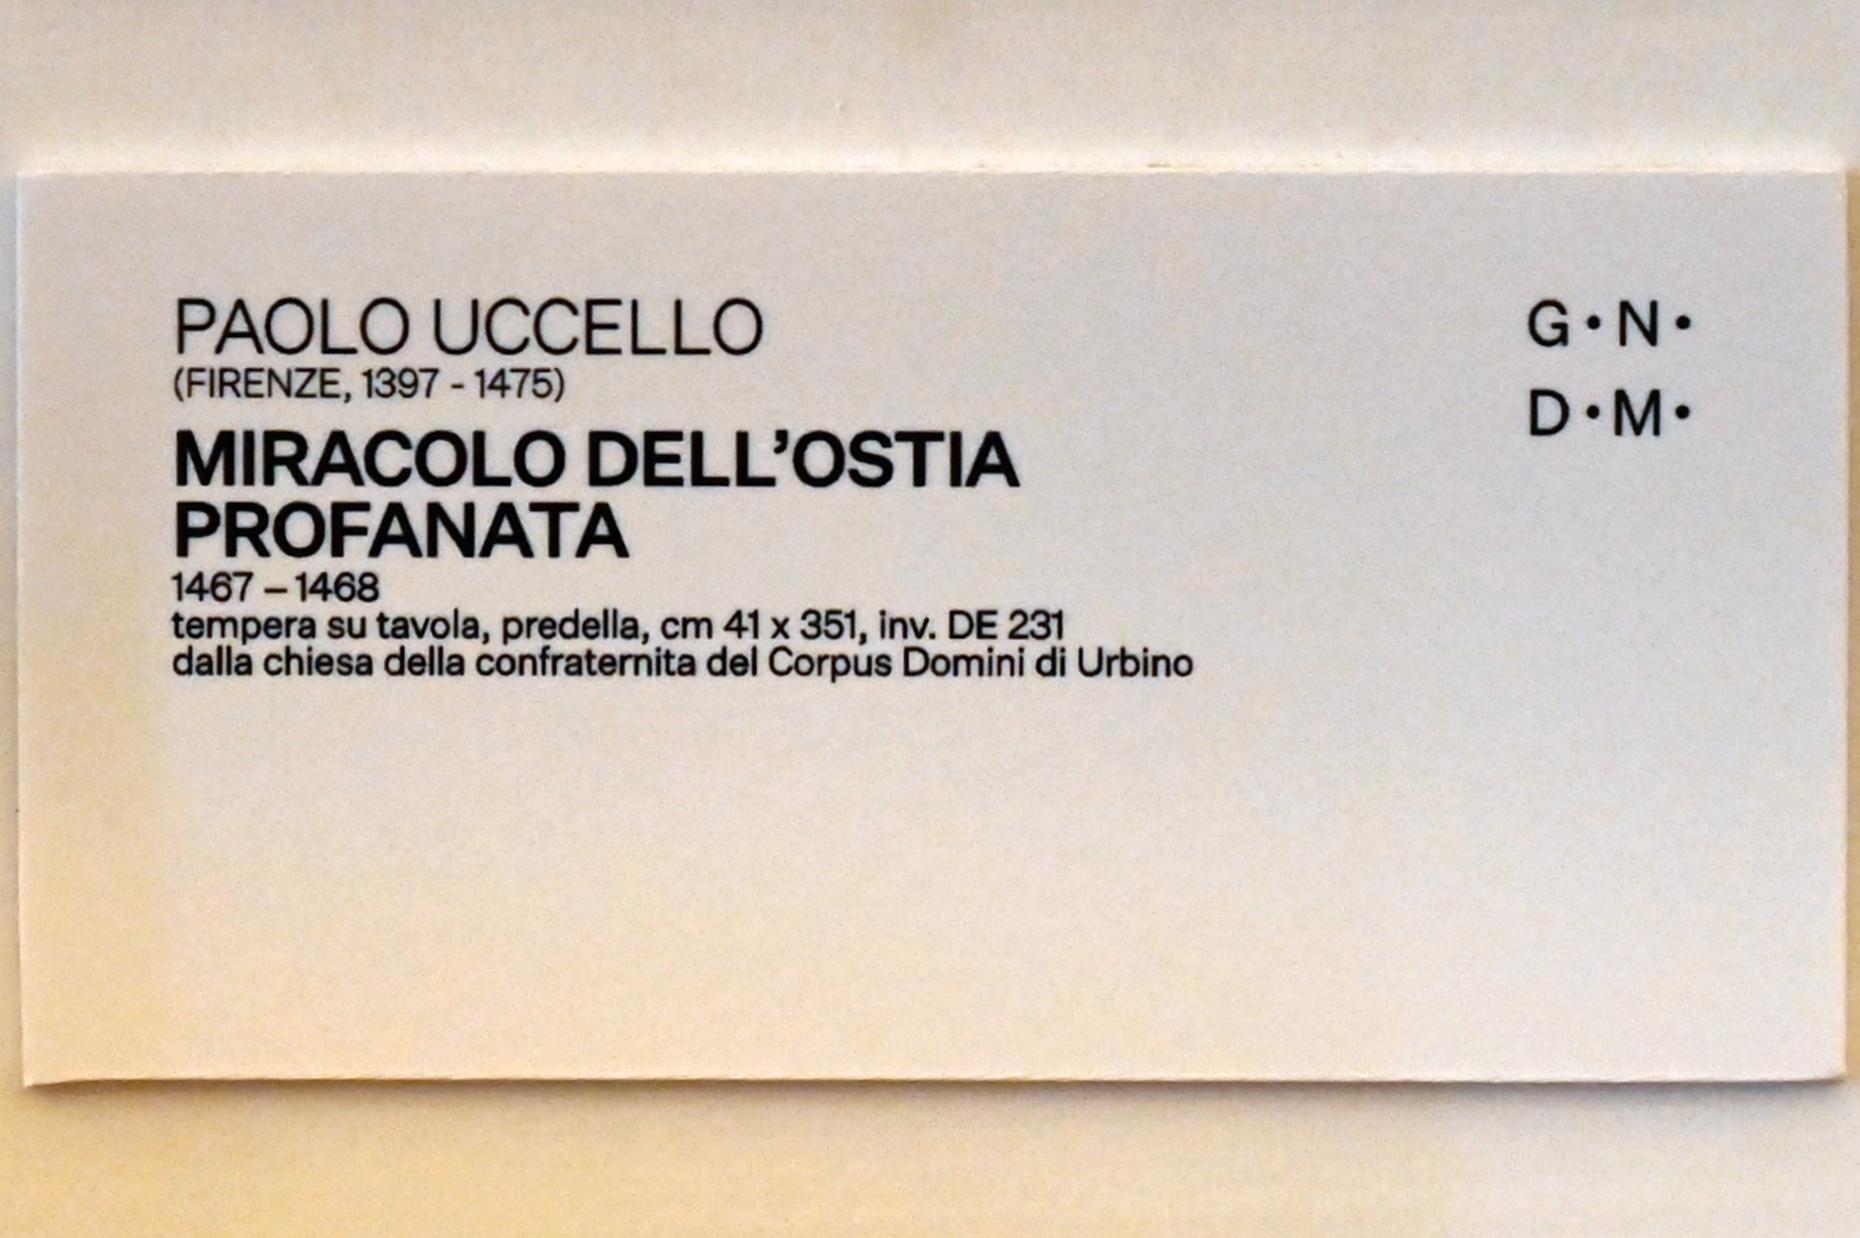 PAOLO UCCELLO
(FIRENZE, 1397 - 1475)
MIRACOLO DELL’OSTIA
PROFANATA
1467 – 1468
tempera su tavola, predella, cm 41 x 351, inv. DE 231
dalla chiesa della confraternita del Corpus Domini di Urbino
G•N•
D•M•